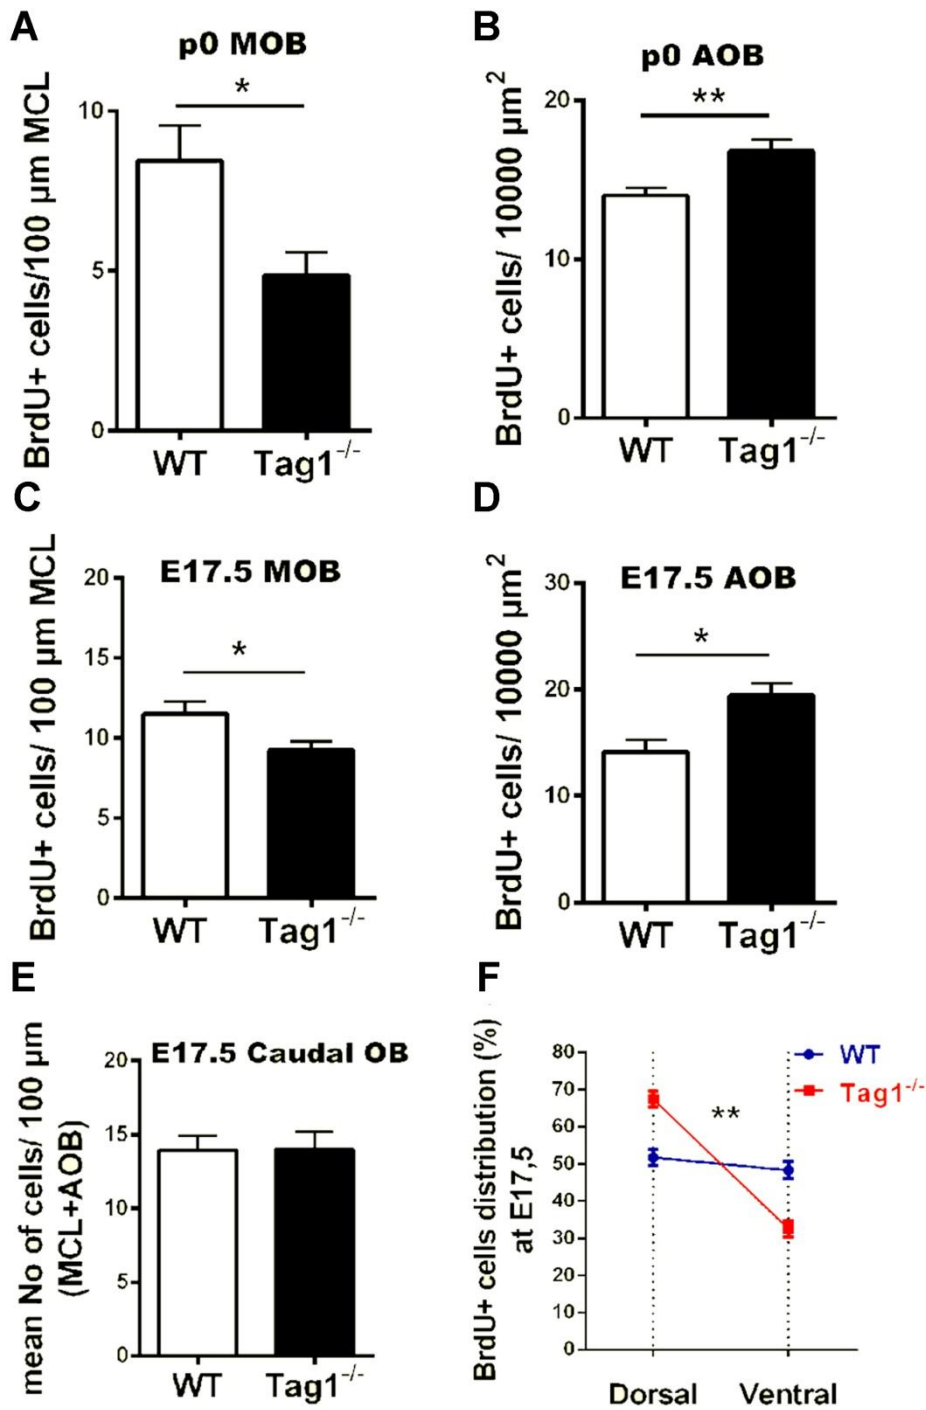 A
p0 MOB
BrdU+ cells/100 µm MCL
10
5
0
*
WT
Tag1-/-
B
p0 AOB
BrdU+ cells/ 10000 µm²
20
10
0
**
WT
Tag1-/-
C
E17.5 MOB
BrdU+ cells/ 100 µm MCL
20
15
10
5
0
*
WT
Tag1-/-
D
E17.5 AOB
BrdU+ cells/ 10000 µm²
30
20
10
0
*
WT
Tag1-/-
E
E17.5 Caudal OB
mean No of cells/ 100 µm
(MCL+AOB)
20
15
10
5
0
WT
Tag1-/-
F
BrdU+ cells distribution (%)
at E17,5
80
70
60
50
40
30
20
10
0
**
WT
Tag1-/-
Dorsal
Ventral